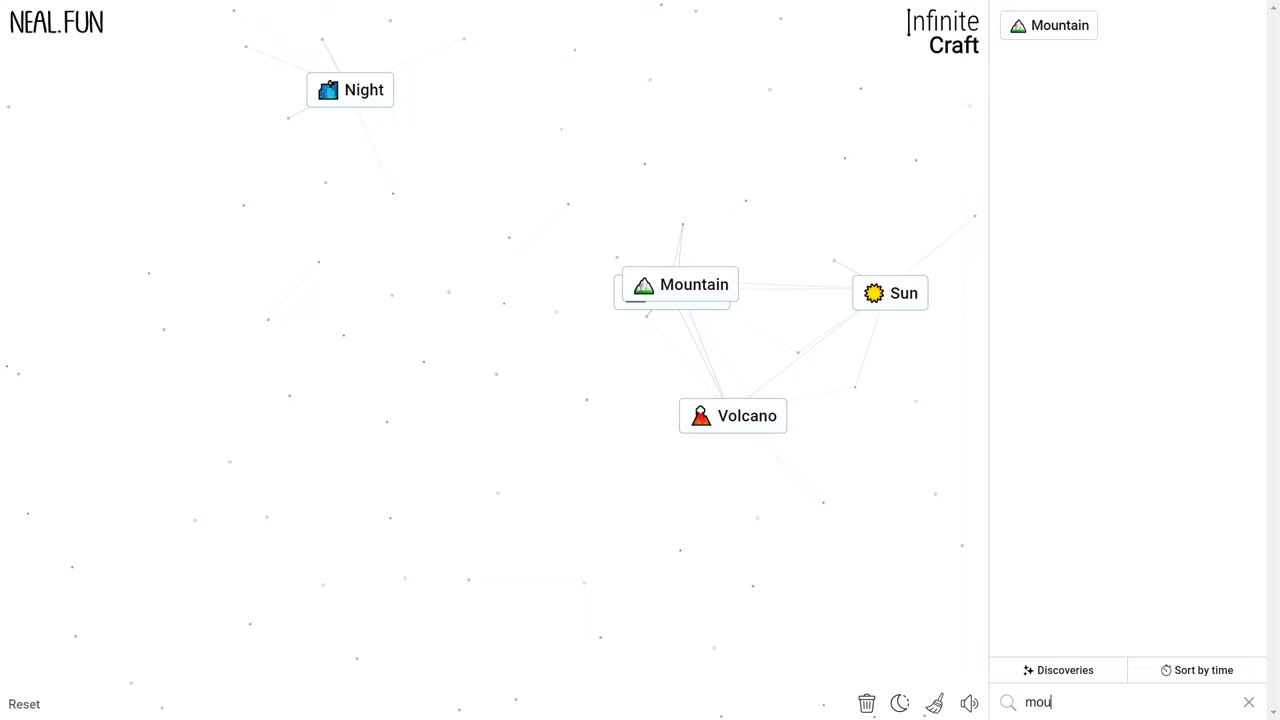 NEAL.FUN
Infinite
Craft
Mountain
Night
Mountain
Sun
Volcano
Discoveries
Sort by time
Reset
mou